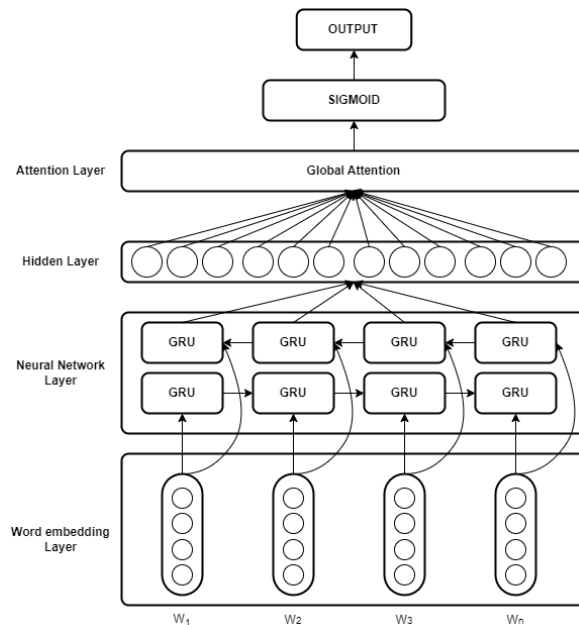 OUTPUT
SIGMOID
Attention Layer
Global Attention
Hidden Layer
Neural Network
Layer
GRU GRU GRU GRU
GRU GRU GRU GRU
Word embedding
Layer
W1 W2 W3 Wn